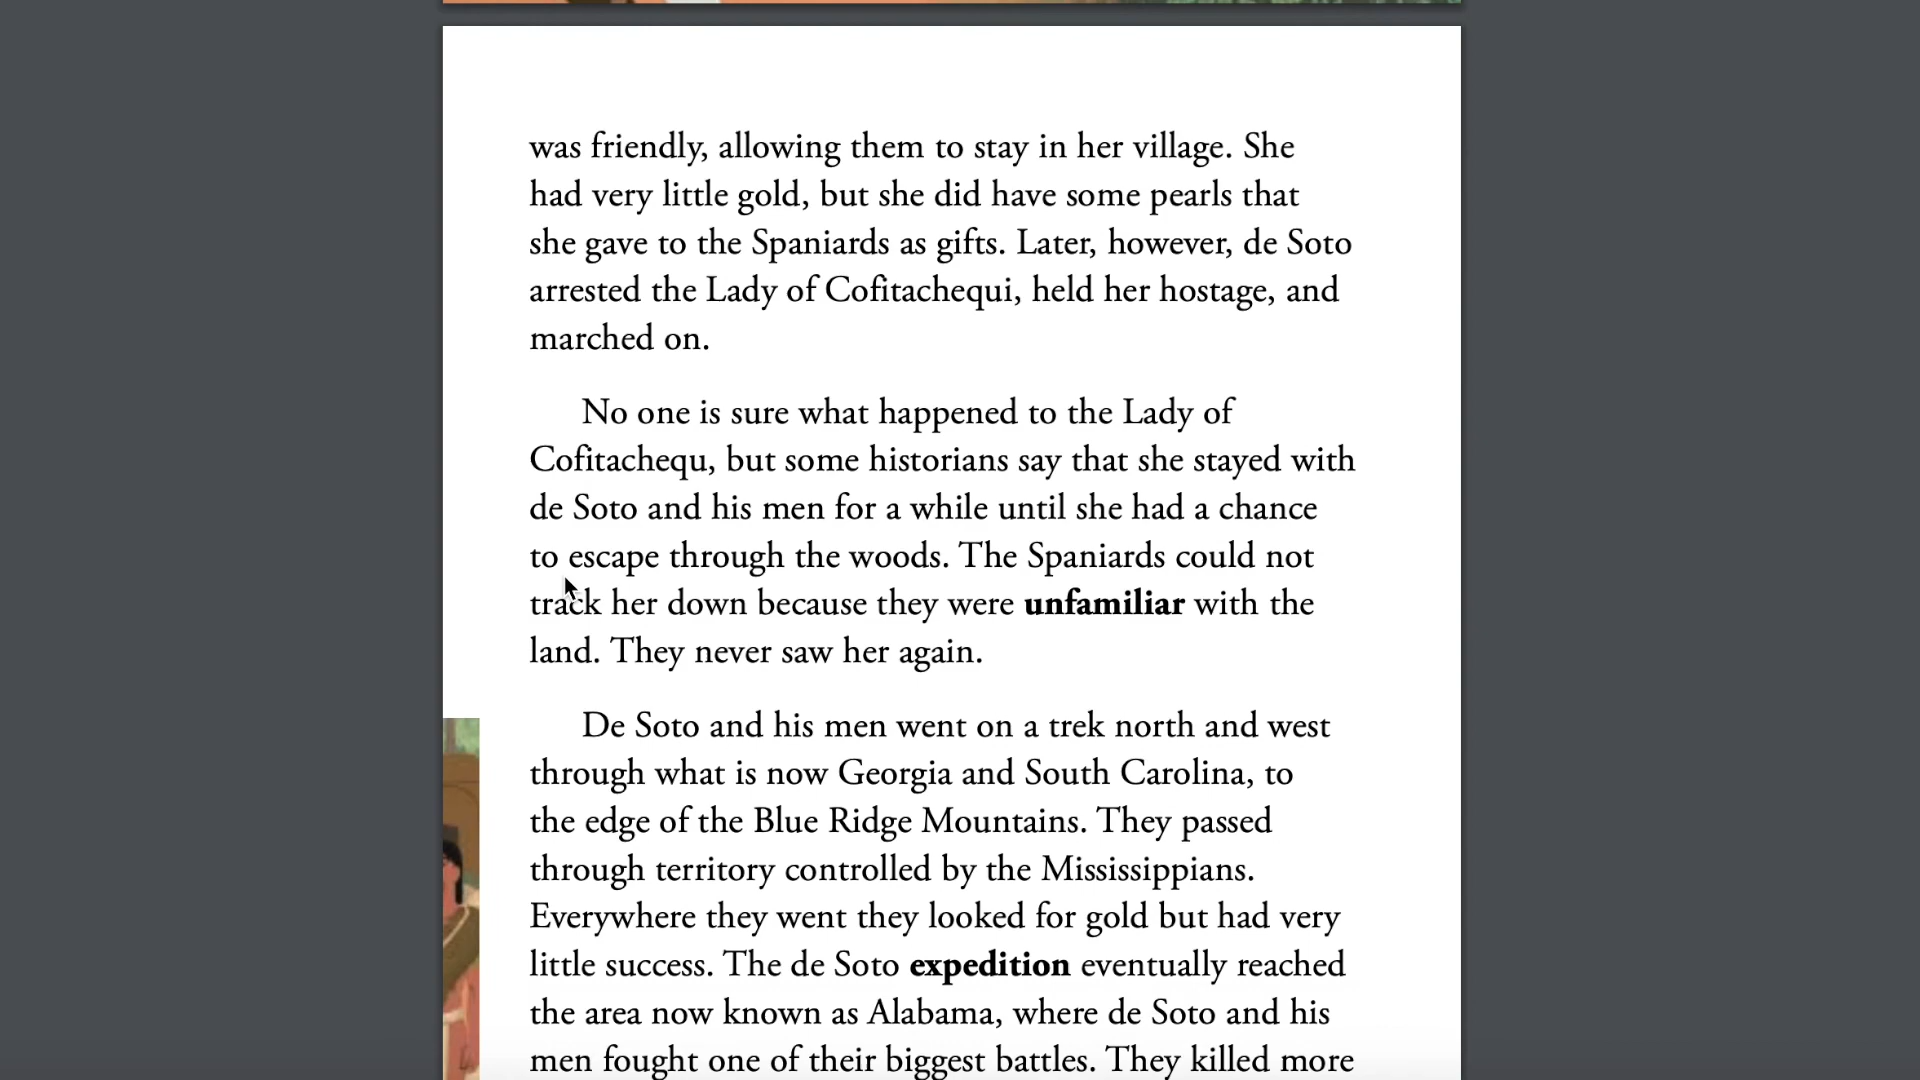 was friendly, allowing them to stay in her village. She
had very little gold, but she did have some pearls that
she gave to the Spaniards as gifts. Later, however, de Soto
arrested the Lady of Cofitachequi, held her hostage, and
marched on.
No one is sure what happened to the Lady of
Cofitachequ, but some historians say that she stayed with
de Soto and his men for a while until she had a chance
to escape through the woods. The Spaniards could not
track her down because they were unfamiliar with the
land. They never saw her again.
De Soto and his men went on a trek north and west
through what is now Georgia and South Carolina, to
the edge of the Blue Ridge Mountains. They passed
through territory controlled by the Mississippians.
Everywhere they went they looked for gold but had very
little success. The de Soto expedition eventually reached
the area now known as Alabama, where de Soto and his
men fought one of their biggest battles. They killed more